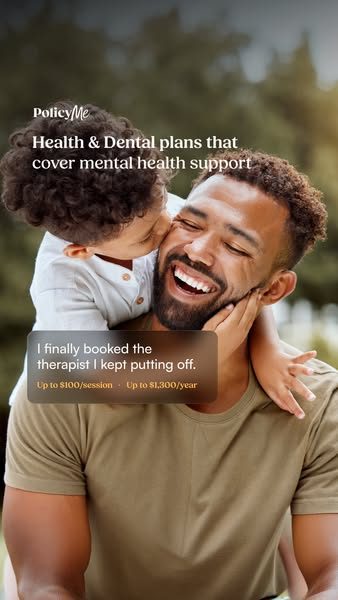 PolicyMe
Health & Dental plans that
cover mental health support
I finally booked the
therapist I kept putting off.
Up to $100/session · Up to $1,300/year